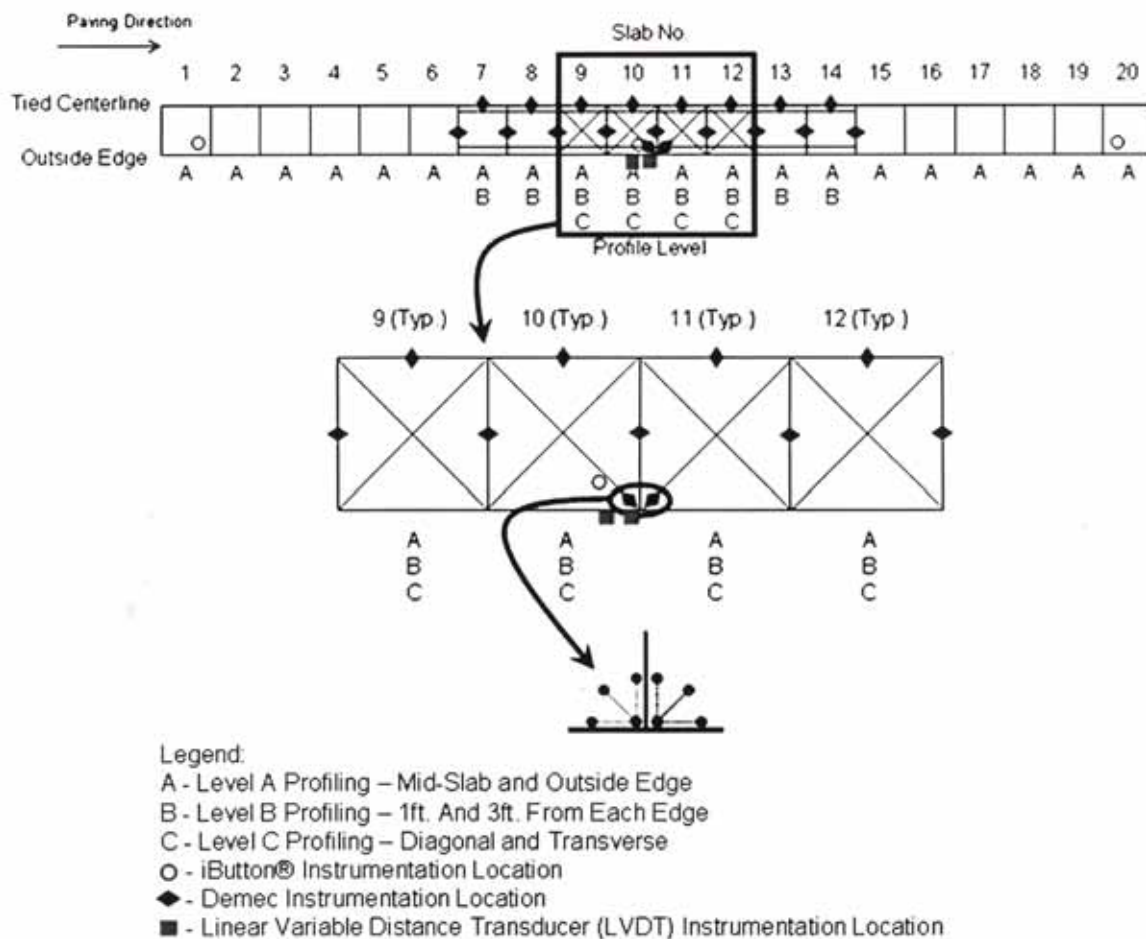 Paving Direction
Slab No.
1 2 3 4 5 6 7 8 9 10 11 12 13 14 15 16 17 18 19 20
Tied Centerline
Outside Edge
A A A A A A A A A A A A A A A A A A A A
B B B B B B B B
C C C C
Profile Level
9 (Typ.) 10 (Typ.) 11 (Typ.) 12 (Typ.)
A A A A
B B B B
C C C C
Legend:
A - Level A Profiling – Mid-Slab and Outside Edge
B - Level B Profiling – 1ft. And 3ft. From Each Edge
C - Level C Profiling – Diagonal and Transverse
- iButton® Instrumentation Location
- Demec Instrumentation Location
- Linear Variable Distance Transducer (LVDT) Instrumentation Location